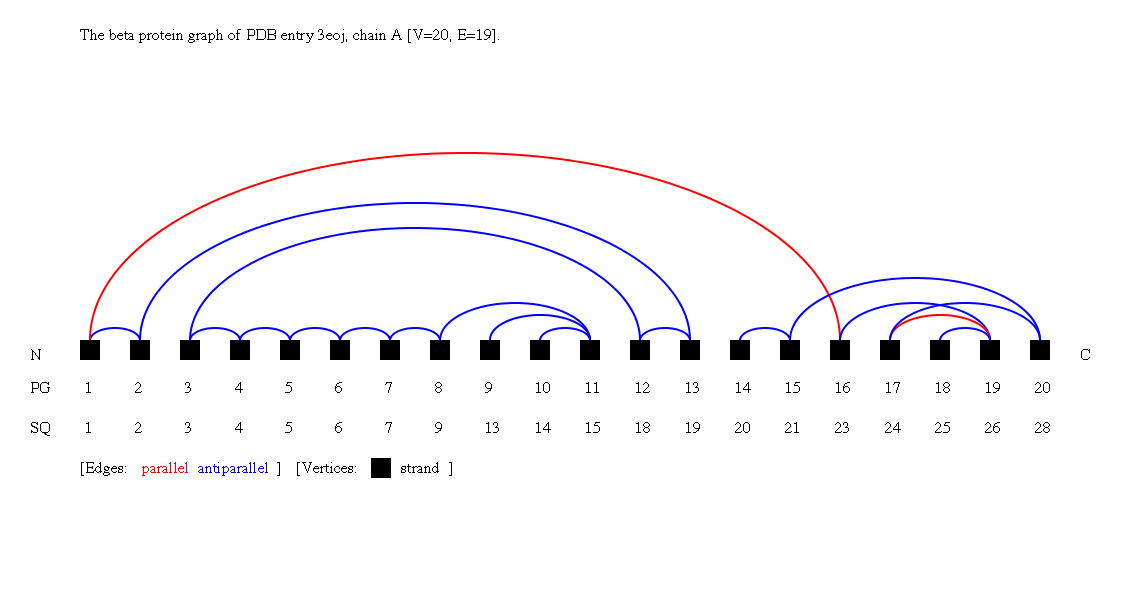 The beta protein graph of PDB entry 3eoj, chain A [V=20, E=19].
N C
PG 1 2 3 4 5 6 7 8 9 10 11 12 13 14 15 16 17 18 19 20
SQ 1 2 3 4 5 6 7 9 13 14 15 18 19 20 21 23 24 25 26 28
[Edges: parallel antiparallel ] [Vertices: strand ]